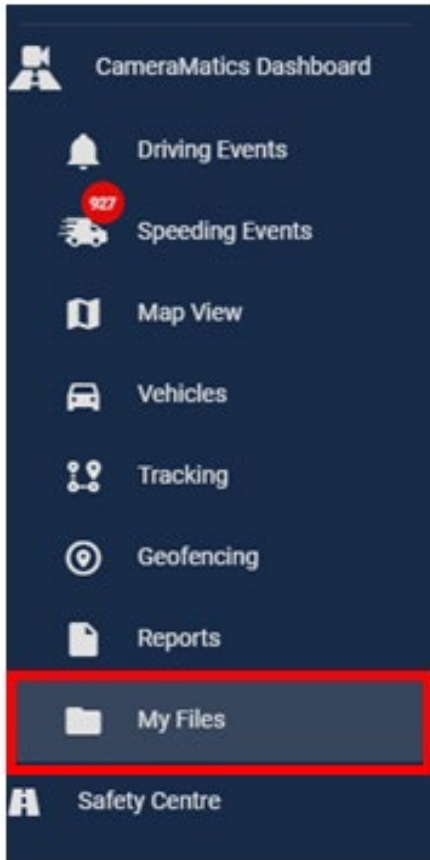 CameraMatics Dashboard
Driving Events
927
Speeding Events
Map View
Vehicles
Tracking
Geofencing
Reports
My Files
Safety Centre